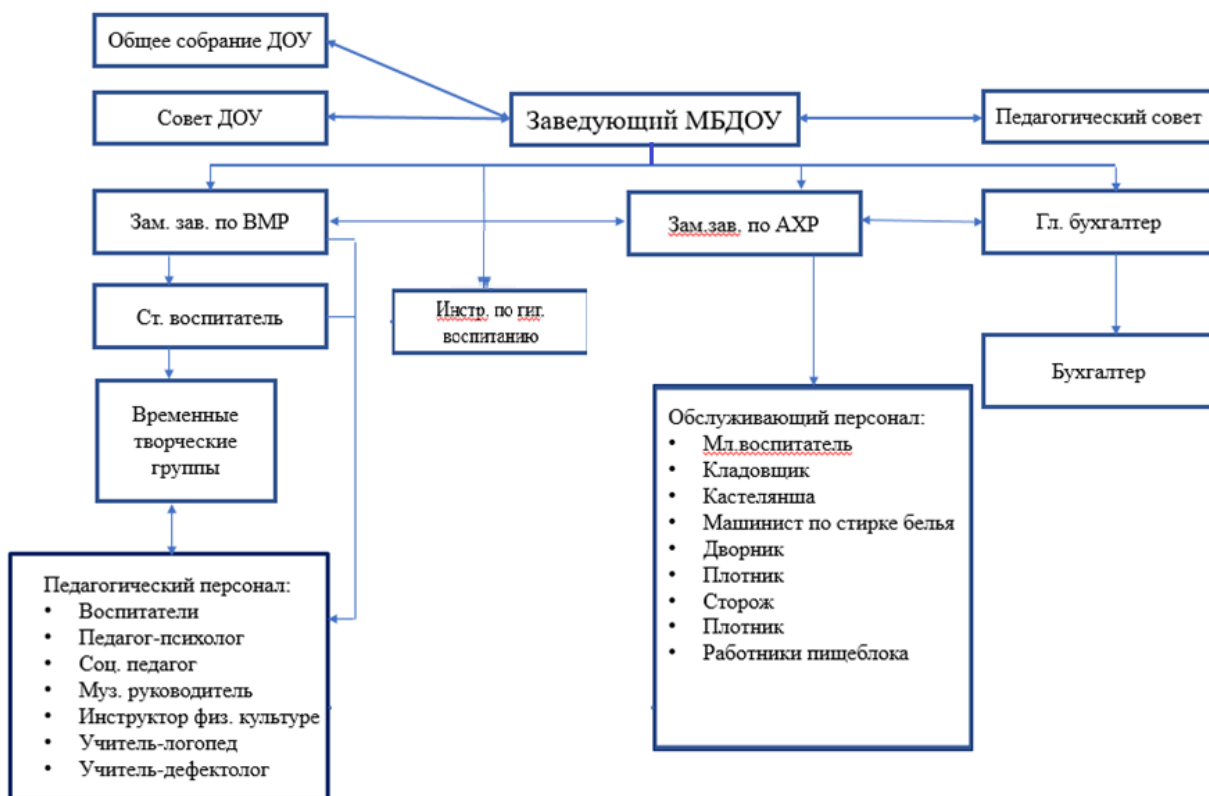 Общее собрание ДОУ
Совет ДОУ
Заведующий МБДОУ
Педагогический совет
Зам. зав. по ВМР
Зам.зав. по АХР
Гл. бухгалтер
Ст. воспитатель
Инстр. по гиг.
воспитанию
Бухгалтер
Временные
творческие
группы
Обслуживающий персонал:
• Мл.воспитатель
• Кладовщик
• Кастелянша
• Машинист по стирке белья
• Дворник
• Плотник
• Сторож
• Плотник
• Работники пищеблока
Педагогический персонал:
• Воспитатели
• Педагог-психолог
• Соц. педагог
• Муз. руководитель
• Инструктор физ. культуре
• Учитель-логопед
• Учитель-дефектолог